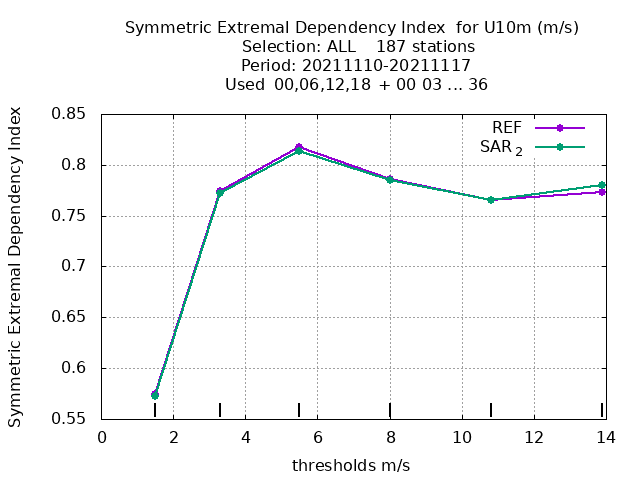 Symmetric Extremal Dependency Index  for U10m (m/s)
Selection: ALL    187 stations
Period: 20211110-20211117
Used  00,06,12,18  + 00 03 ... 36
REF
SAR 2
0.85
0.8
0.75
0.7
0.65
0.6
0.55
Symmetric Extremal Dependency Index
0 2 4 6 8 10 12 14
thresholds m/s